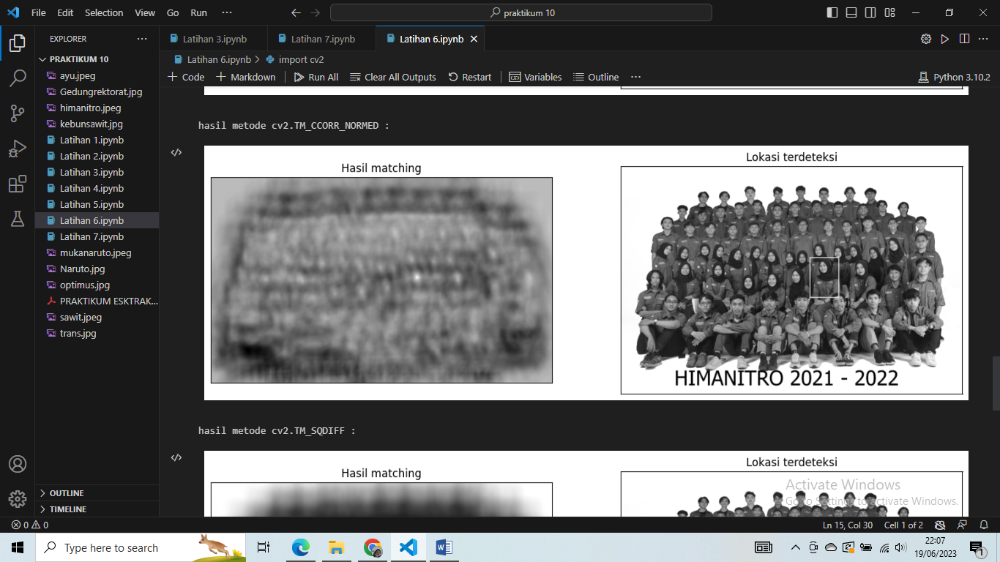 File Edit Selection View Go Run ···
praktikum 10
EXPLORER ···
Latihan 3.ipynb
Latihan 7.ipynb
Latihan 6.ipynb
PRAKTIKUM 10
Latihan 6.ipynb > import cv2
+ Code + Markdown Run All Clear All Outputs Restart Variables Outline ··· Python 3.10.2
ayu.jpeg
Gedungrektorat.jpg
himanitro.jpeg
kebunsawit.jpg
Latihan 1.ipynb
Latihan 2.ipynb
Latihan 3.ipynb
Latihan 4.ipynb
Latihan 5.ipynb
Latihan 6.ipynb
Latihan 7.ipynb
mukanaruto.jpeg
Naruto.jpg
optimus.jpg
PRAKTIKUM ESKTRAK...
sawit.jpeg
trans.jpg
OUTLINE
TIMELINE
hasil metode cv2.TM_CCORR_NORMED :
Hasil matching
Lokasi terdeteksi
HIMANITRO 2021 - 2022
hasil metode cv2.TM_SQDIFF :
Hasil matching
Lokasi terdeteksi
Activate Windows
Go to Settings to activate Windows.
0 0
Ln 15, Col 30 Cell 1 of 2
Type here to search
22:07
19/06/2023
1